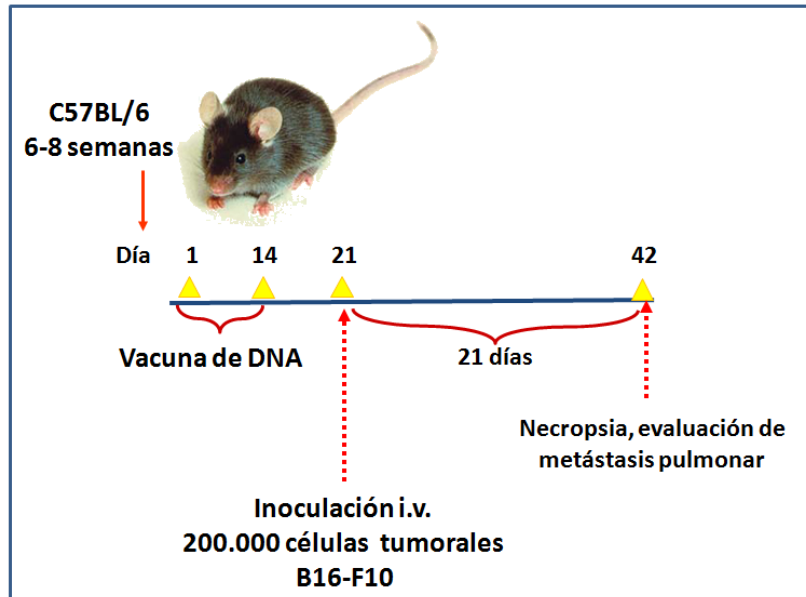 C57BL/6
6-8 semanas
Día 1 14 21 42
Vacuna de DNA
21 días
Necropsia, evaluación de
metástasis pulmonar
Inoculación i.v.
200.000 células tumorales
B16-F10